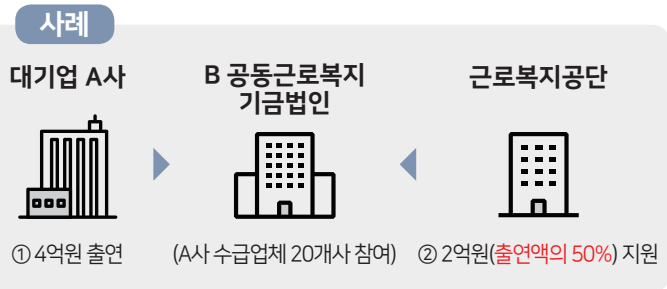 사례
대기업 A사
B 공동근로복지
기금법인
근로복지공단
① 4억원 출연
(A사 수급업체 20개사 참여)
② 2억원(출연액의 50%) 지원